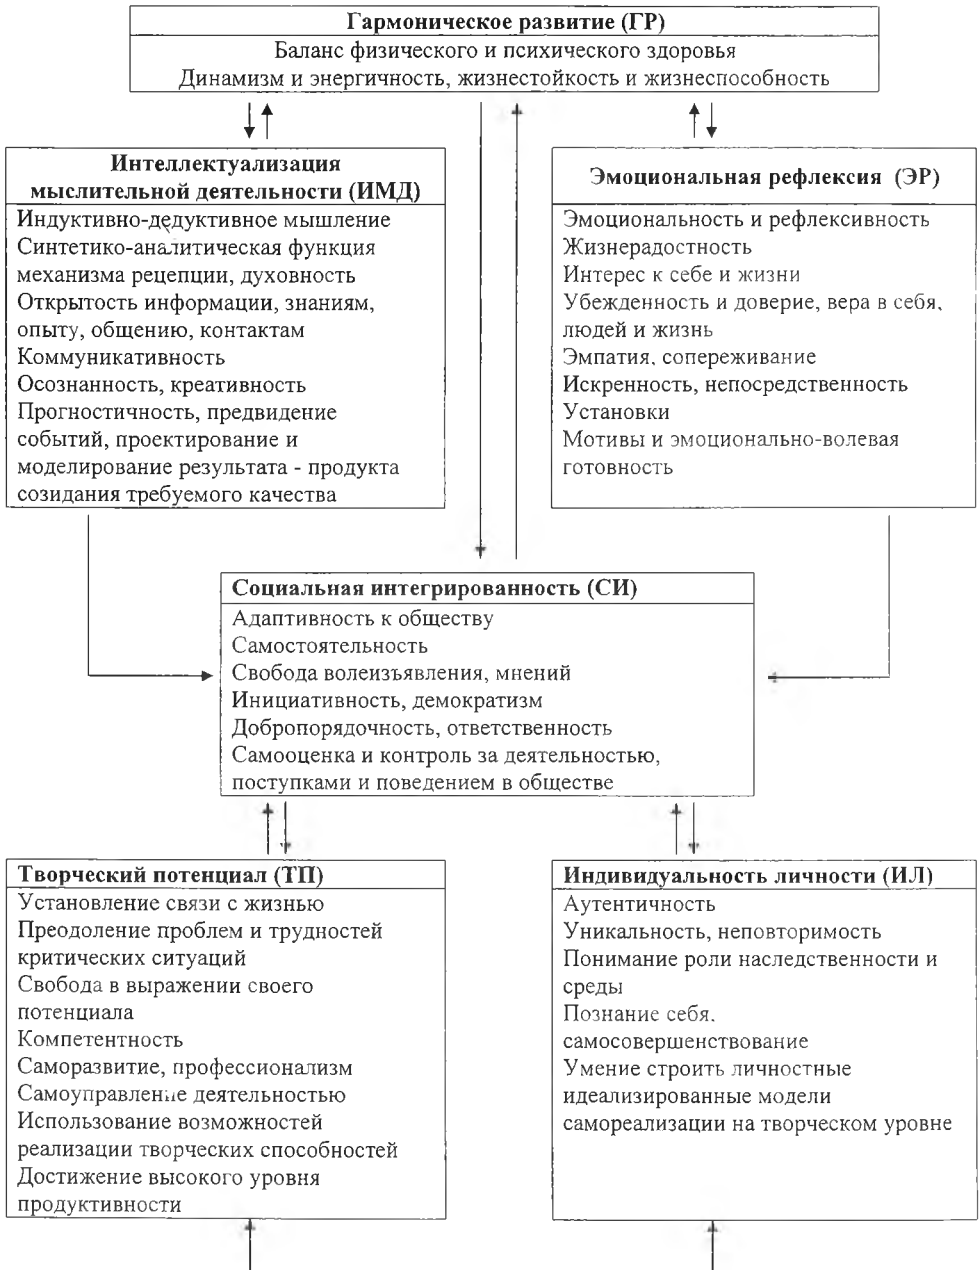 Гармоническое развитие (ГР)
Баланс физического и психического здоровья
Динамизм и энергичность, жизнестойкость и жизнеспособность
Интеллектуализация
мыслительной деятельности (ИМД)
Индуктивно-дедуктивное мышление
Синтетико-аналитическая функция
механизма рецепции, духовность
Открытость информации, знаниям,
опыту, общению, контактам
Коммуникативность
Осознанность, креативность
Прогностичность, предвидение
событий, проектирование и
моделирование результата - продукта
созидания требуемого качества
Эмоциональная рефлексия (ЭР)
Эмоциональность и рефлексивность
Жизнерадостность
Интерес к себе и жизни
Убежденность и доверие, вера в себя,
людей и жизнь
Эмпатия, сопереживание
Искренность, непосредственность
Установки
Мотивы и эмоционально-волевая
готовность
Социальная интегрированность (СИ)
Адаптивность к обществу
Самостоятельность
Свобода волеизъявления, мнений
Инициативность, демократизм
Добропорядочность, ответственность
Самооценка и контроль за деятельностью,
поступками и поведением в обществе
Творческий потенциал (ТП)
Установление связи с жизнью
Преодоление проблем и трудностей
критических ситуаций
Свобода в выражении своего
потенциала
Компетентность
Саморазвитие, профессионализм
Самоуправление деятельностью
Использование возможностей
реализации творческих способностей
Достижение высокого уровня
продуктивности
Индивидуальность личности (ИЛ)
Аутентичность
Уникальность, неповторимость
Понимание роли наследственности и
среды
Познание себя,
самосовершенствование
Умение строить личностные
идеализированные модели
самореализации на творческом уровне